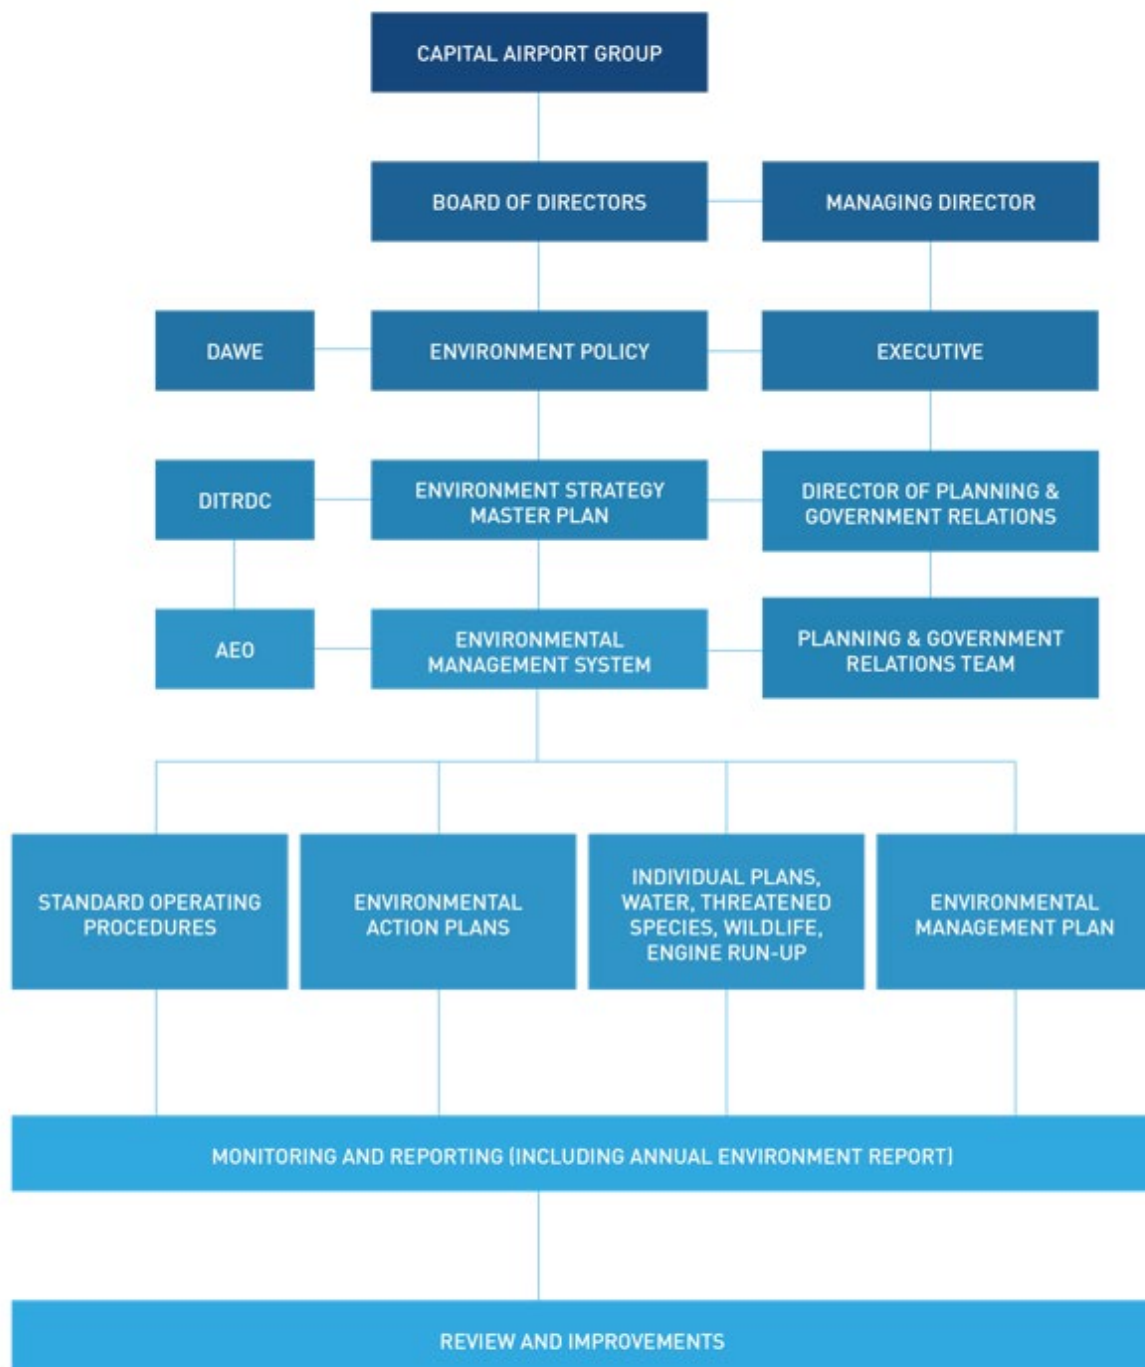 CAPITAL AIRPORT GROUP
BOARD OF DIRECTORS
MANAGING DIRECTOR
DAWE
ENVIRONMENT POLICY
EXECUTIVE
DITRDC
ENVIRONMENT STRATEGY
MASTER PLAN
DIRECTOR OF PLANNING &
GOVERNMENT RELATIONS
AEO
ENVIRONMENTAL
MANAGEMENT SYSTEM
PLANNING & GOVERNMENT
RELATIONS TEAM
STANDARD OPERATING
PROCEDURES
ENVIRONMENTAL
ACTION PLANS
INDIVIDUAL PLANS,
WATER, THREATENED
SPECIES, WILDLIFE,
ENGINE RUN-UP
ENVIRONMENTAL
MANAGEMENT PLAN
MONITORING AND REPORTING (INCLUDING ANNUAL ENVIRONMENT REPORT)
REVIEW AND IMPROVEMENTS